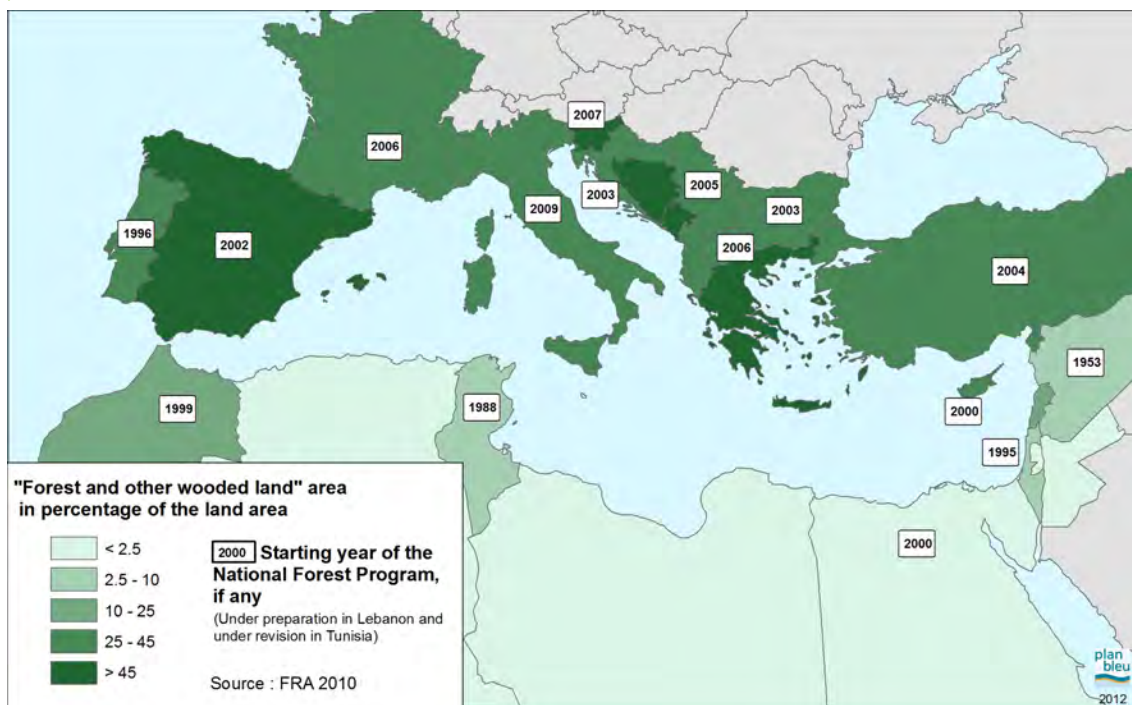 2007
2006
2005
2003
2009
2003
1996
2002
2006
2004
1953
1999
1988
2000
1995
2000
"Forest and other wooded land" area
in percentage of the land area
< 2.5
2.5 - 10
10 - 25
25 - 45
> 45
2000 Starting year of the
National Forest Program,
if any
(Under preparation in Lebanon and
under revision in Tunisia)
Source : FRA 2010
plan
bleu
2012